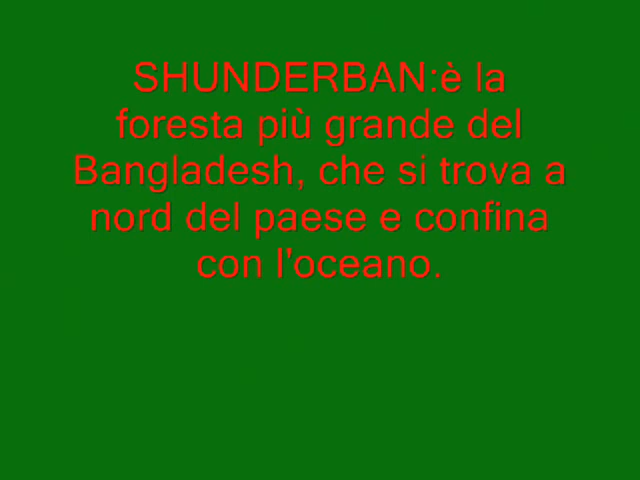 SHUNDERBAN:è la
foresta più grande del
Bangladesh, che si trova a
nord del paese e confina
con l'oceano.